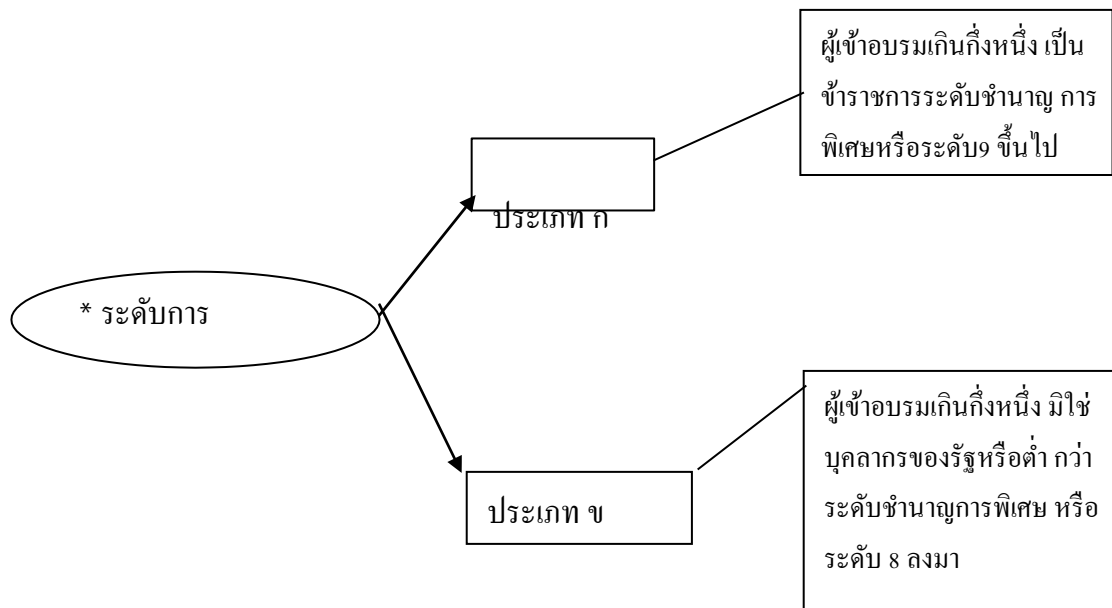 ผู้เข้าอบรมเกินกึ่งหนึ่ง เป็น
ข้าราชการระดับชำนาญ การ
พิเศษหรือระดับ9 ขึ้นไป
ประเภท ก
* ระดับการ
ผู้เข้าอบรมเกินกึ่งหนึ่ง มิใช่
บุคลากรของรัฐหรือต่ำ กว่า
ระดับชำนาญการพิเศษ หรือ
ระดับ 8 ลงมา
ประเภท ข